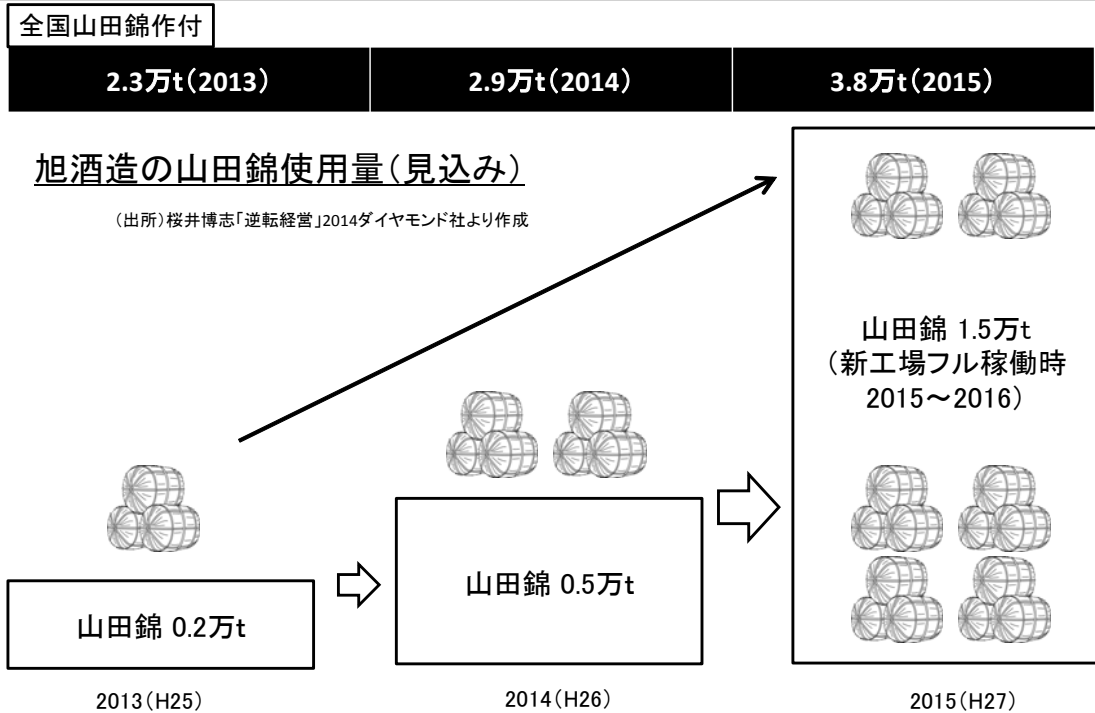 全国山田錦作付
2.3万t(2013) 2.9万t(2014) 3.8万t(2015)
旭酒造の山田錦使用量(見込み)
(出所)桜井博志「逆転経営」2014ダイヤモンド社より作成
山田錦 1.5万t
(新工場フル稼働時
2015~2016)
山田錦 0.5万t
山田錦 0.2万t
2013(H25) 2014(H26) 2015(H27)